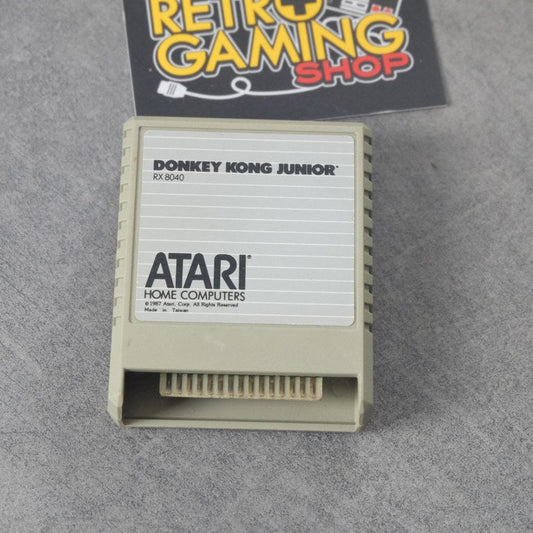 RETRO
GAMING
SHOP
DONKEY KONG JUNIOR™
RX 8040
ATARI®
HOME COMPUTERS
©1987 Atari, Corp. All Rights Reserved
Made in Taiwan